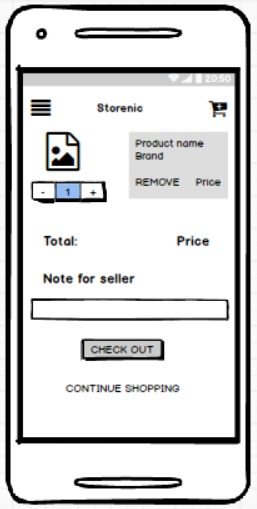 20:50
Storenic
Product name
Brand
- 1 +
REMOVE Price
Total: Price
Note for seller
CHECK OUT
CONTINUE SHOPPING